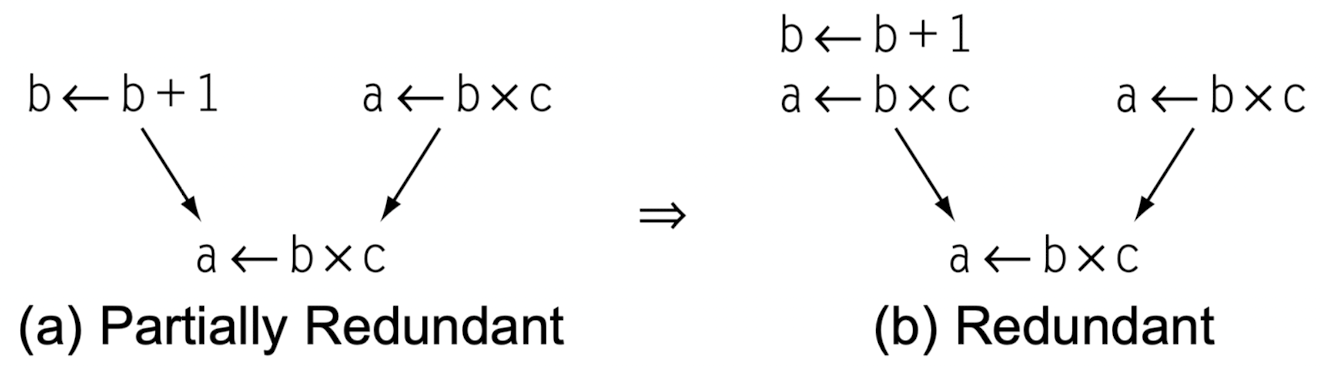 b ← b + 1
a ← b × c
a ← b × c
(a) Partially Redundant
⇒
b ← b + 1
a ← b × c
a ← b × c
a ← b × c
(b) Redundant